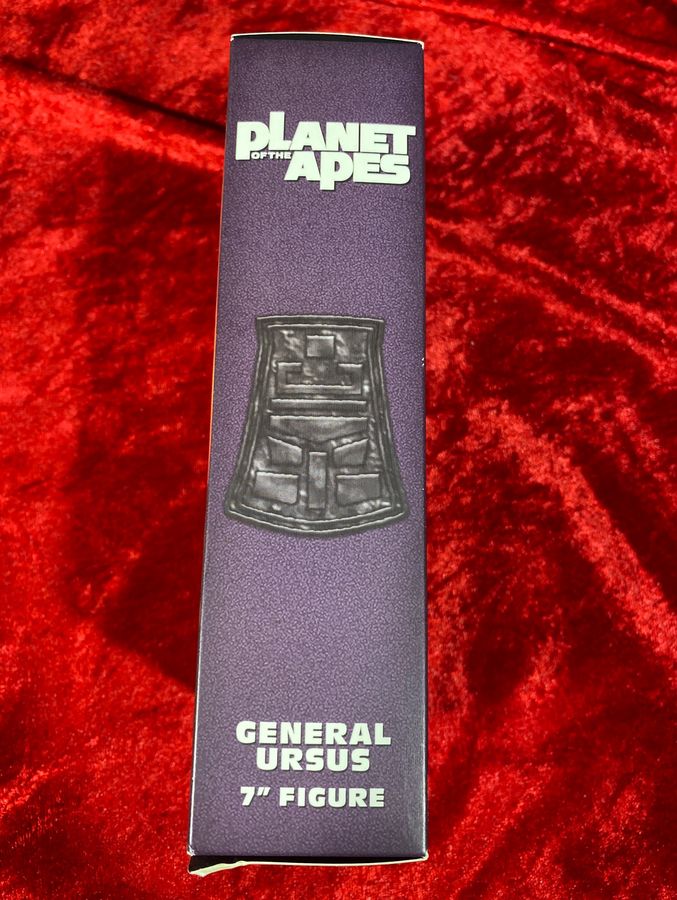 PLANET
OF THE APES
GENERAL
URSUS
7" FIGURE